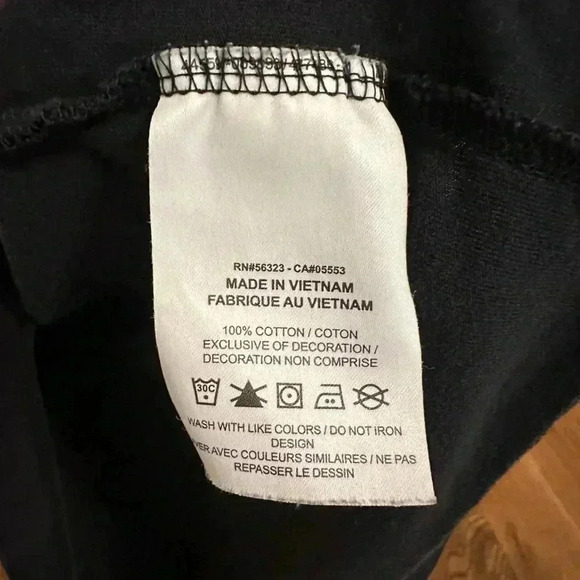 RN#56323 - CA#05553
MADE IN VIETNAM
FABRIQUE AU VIETNAM
100% COTTON / COTON
EXCLUSIVE OF DECORATION /
DECORATION NON COMPRISE
30C
WASH WITH LIKE COLORS / DO NOT IRON
DESIGN
AVEC COULEURS SIMILAIRES / NE PAS
REPASSER LE DESSIN